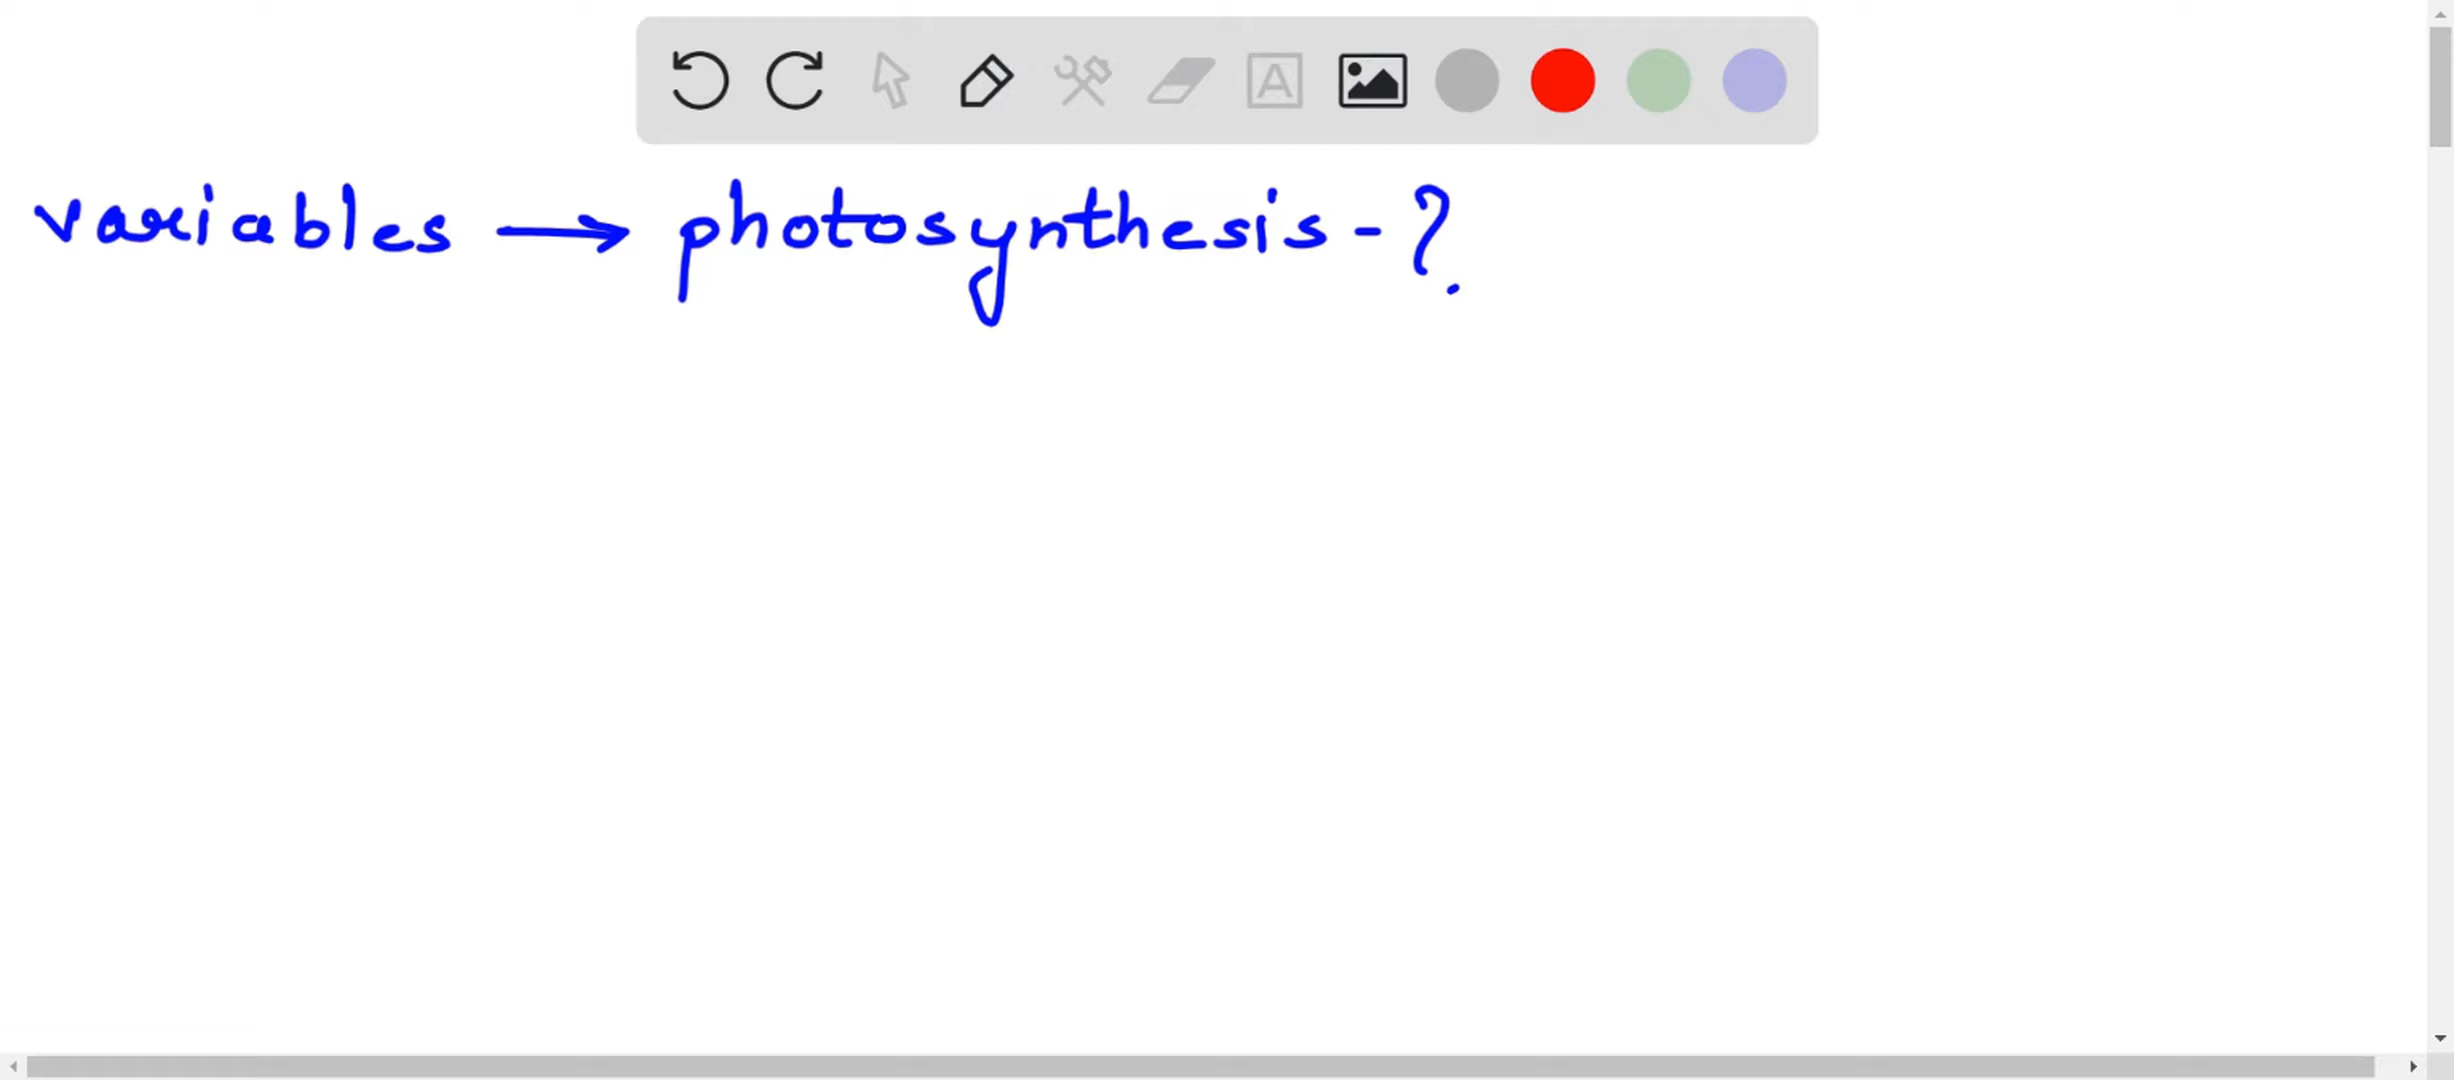 A
variables → photosynthesis - ?